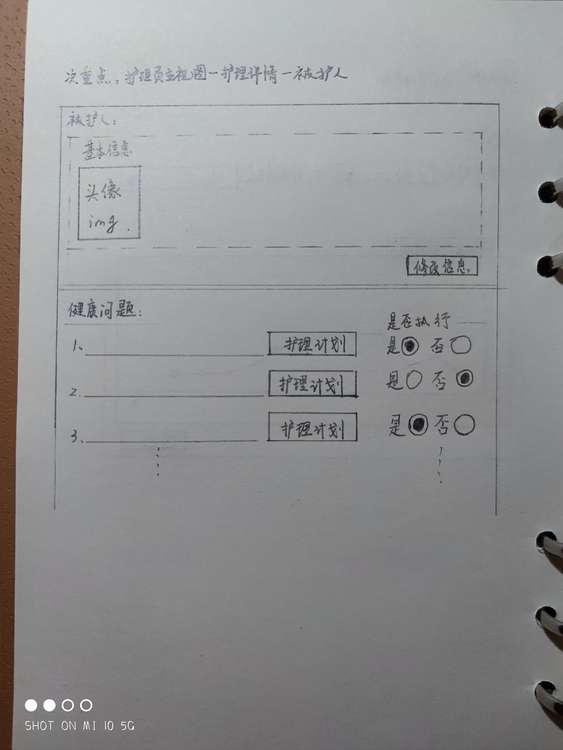 次重点：护理员主视图－护理详情－被护人
被护人：
基本信息
头像
img.
修改信息.
健康问题：
是否执行
1、 护理计划 是 否
2、 护理计划 是 否
3、 护理计划 是 否
SHOT ON MI 10 5G